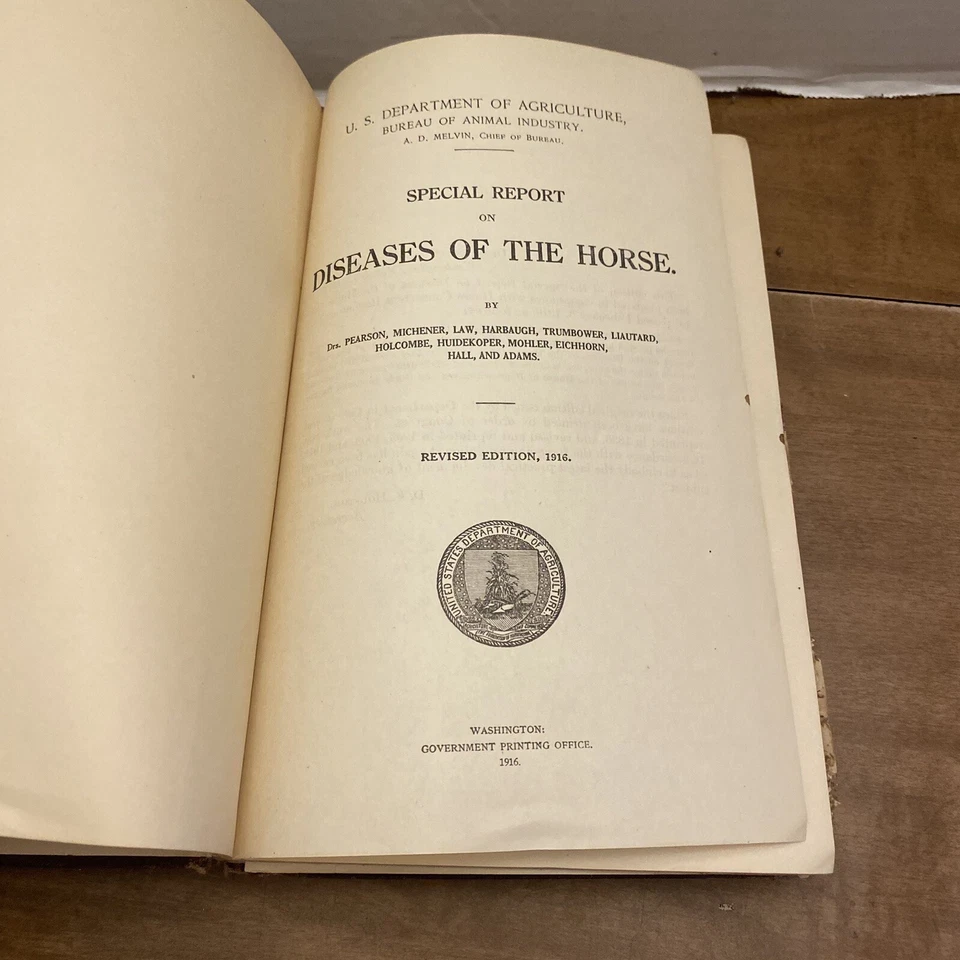 U. S. DEPARTMENT OF AGRICULTURE,
BUREAU OF ANIMAL INDUSTRY.
A. D. MELVIN, CHIEF OF BUREAU.
SPECIAL REPORT
ON
DISEASES OF THE HORSE.
BY
Drs. PEARSON, MICHENER, LAW, HARBAUGH, TRUMBOWER, LIAUTARD,
HOLCOMBE, HUIDEKOPER, MOHLER, EICHHORN,
HALL, AND ADAMS.
REVISED EDITION, 1916.
UNITED STATES DEPARTMENT OF AGRICULTURE
WASHINGTON:
GOVERNMENT PRINTING OFFICE.
1916.